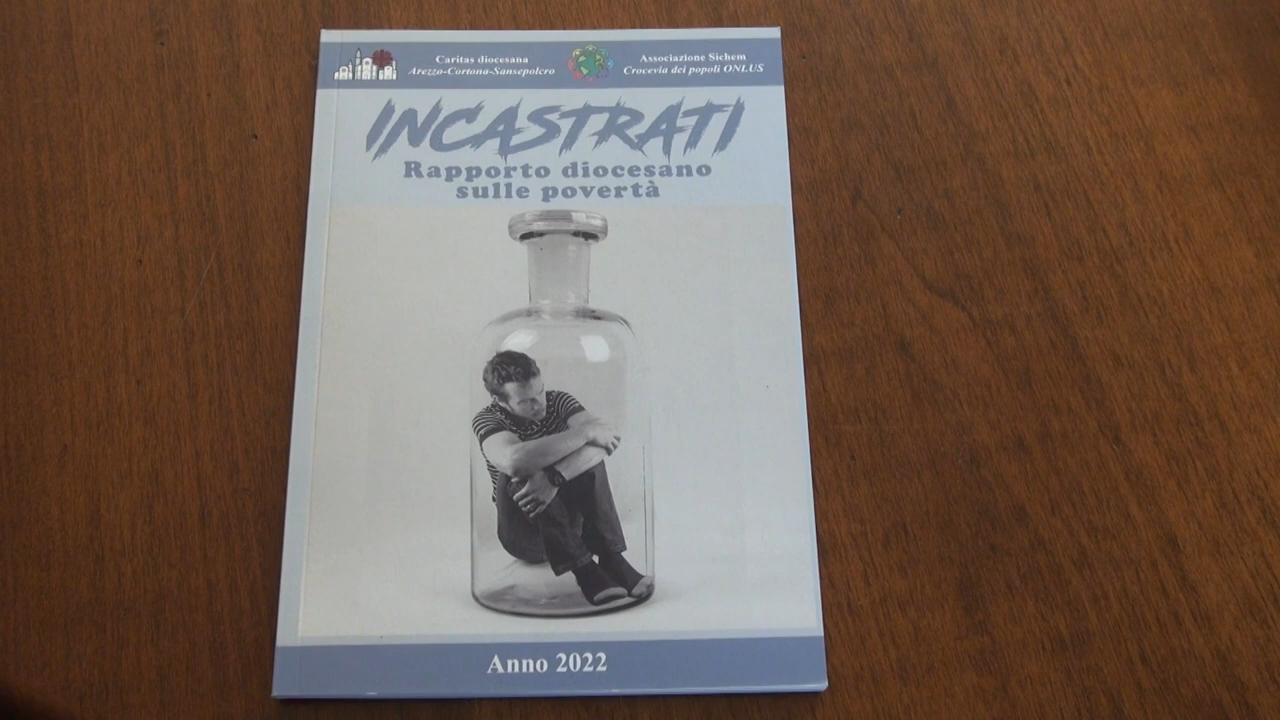 Caritas diocesana
Arezzo-Cortona-Sansepolcro
Associazione Sichem
Crocevia dei popoli ONLUS
INCASTRATI
Rapporto diocesano
sulle povertà
Anno 2022